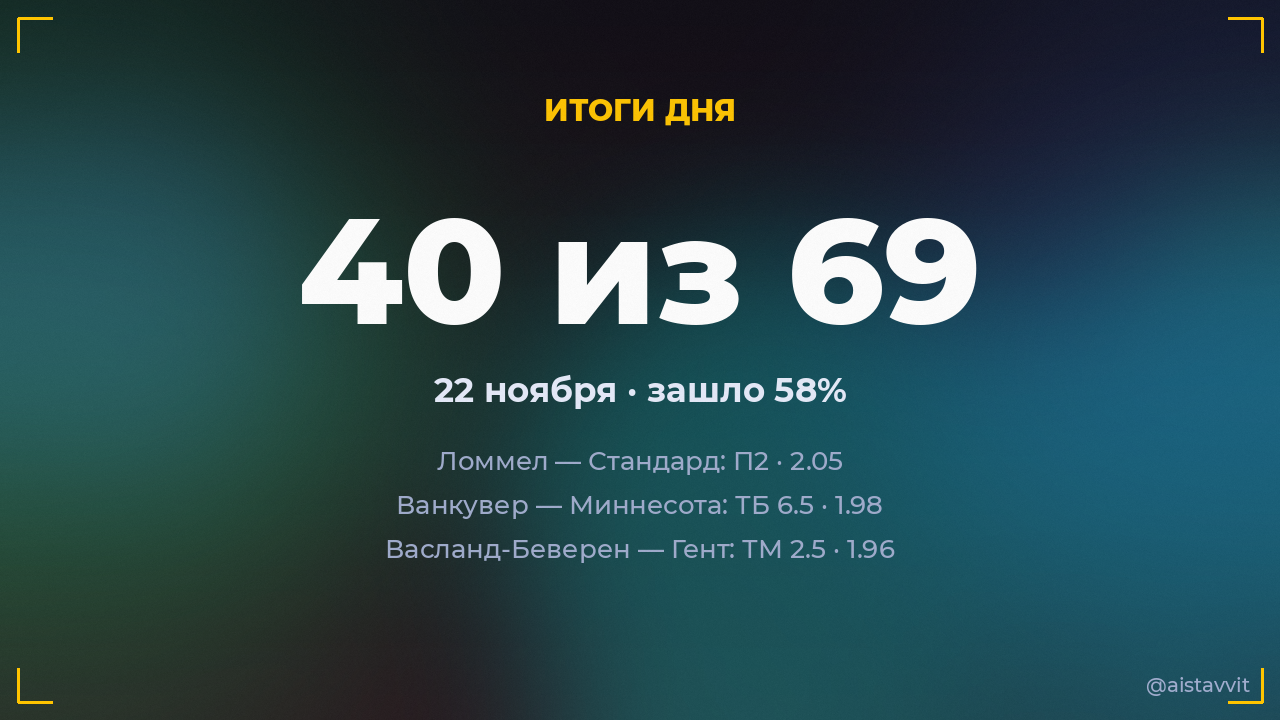 ИТОГИ ДНЯ
40 из 69
22 ноября · зашло 58%
Ломмел — Стандард: П2 · 2.05
Ванкувер — Миннесота: ТБ 6.5 · 1.98
Васланд-Беверен — Гент: ТМ 2.5 · 1.96
@aistavvit